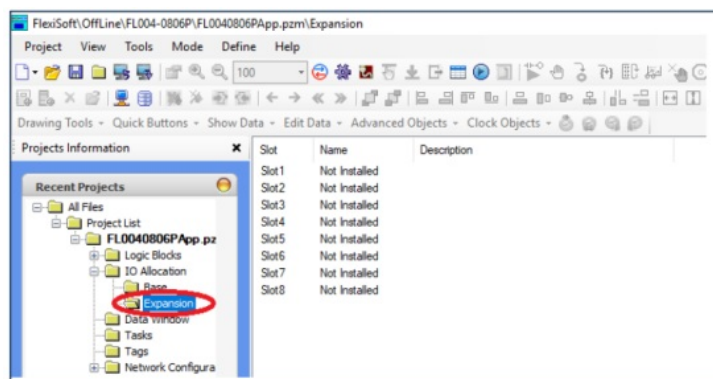 FlexiSoft\OffLine\FL004-0806P\FL0040806PApp.pzm\Expansion
Project View Tools Mode Define Help
100
Drawing Tools Quick Buttons Show Data Edit Data Advanced Objects Clock Objects
Projects Information
Recent Projects
All Files
Project List
FL0040806PApp.pz
Logic Blocks
IO Allocation
Base
Expansion
Data Window
Tasks
Tags
Network Configura
Slot Name Description
Slot1 Not Installed
Slot2 Not Installed
Slot3 Not Installed
Slot4 Not Installed
Slot5 Not Installed
Slot6 Not Installed
Slot7 Not Installed
Slot8 Not Installed